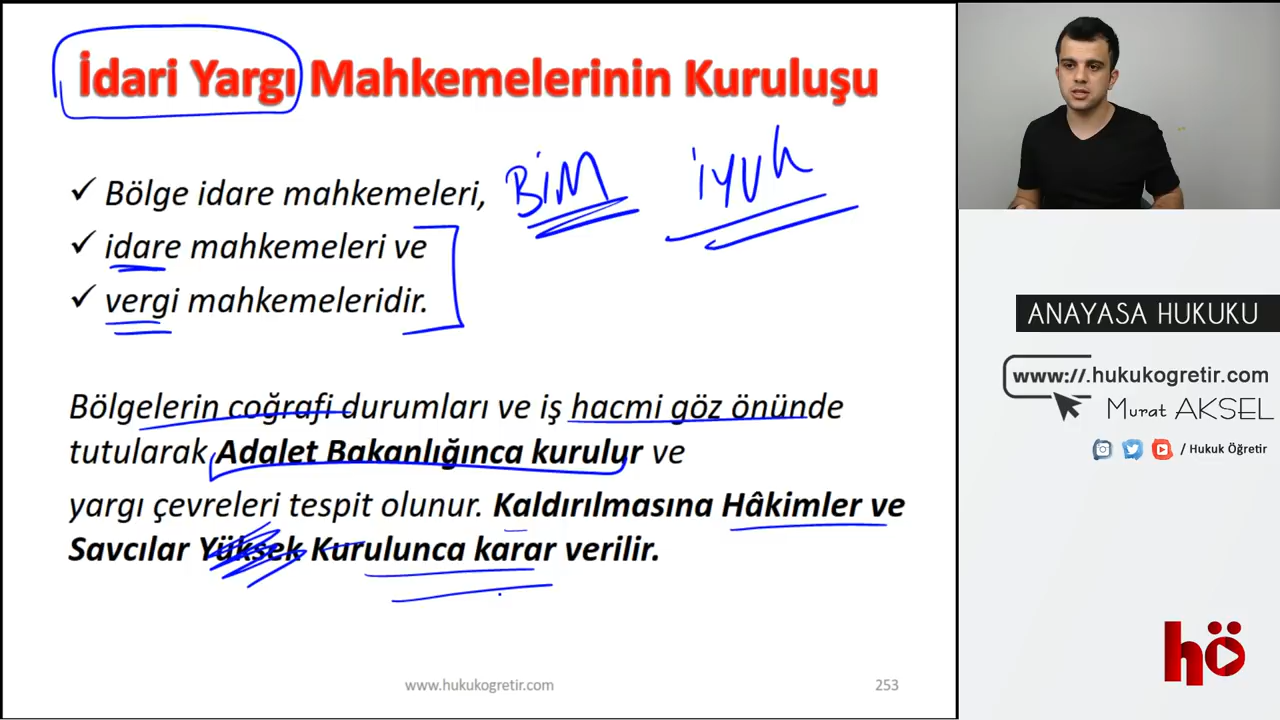 İdari Yargı Mahkemelerinin Kuruluşu
✓ Bölge idare mahkemeleri,
BİM
İYUK
✓ idare mahkemeleri ve
✓ vergi mahkemeleridir.
Bölgelerin coğrafi durumları ve iş hacmi göz önünde
tutularak Adalet Bakanlığınca kurulur ve
yargı çevreleri tespit olunur. Kaldırılmasına Hâkimler ve
Savcılar Yüksek Kurulunca karar verilir.
www.hukukogretir.com
253
ANAYASA HUKUKU
www://.hukukogretir.com
Murat AKSEL
/ Hukuk Öğretir
hö